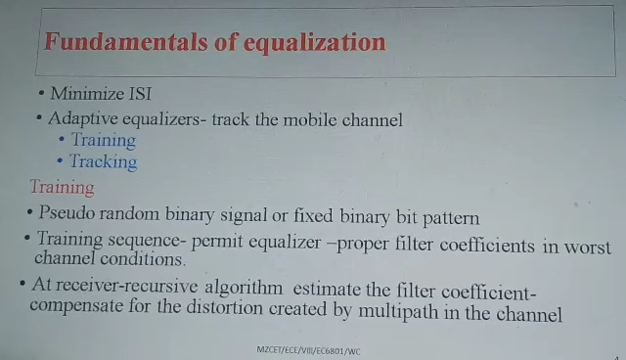 Fundamentals of equalization
• Minimize ISI
• Adaptive equalizers- track the mobile channel
• Training
• Tracking
Training
• Pseudo random binary signal or fixed binary bit pattern
• Training sequence- permit equalizer –proper filter coefficients in worst
channel conditions.
• At receiver-recursive algorithm estimate the filter coefficient-
compensate for the distortion created by multipath in the channel
MZCET/ECE/VIII/EC6801/WC